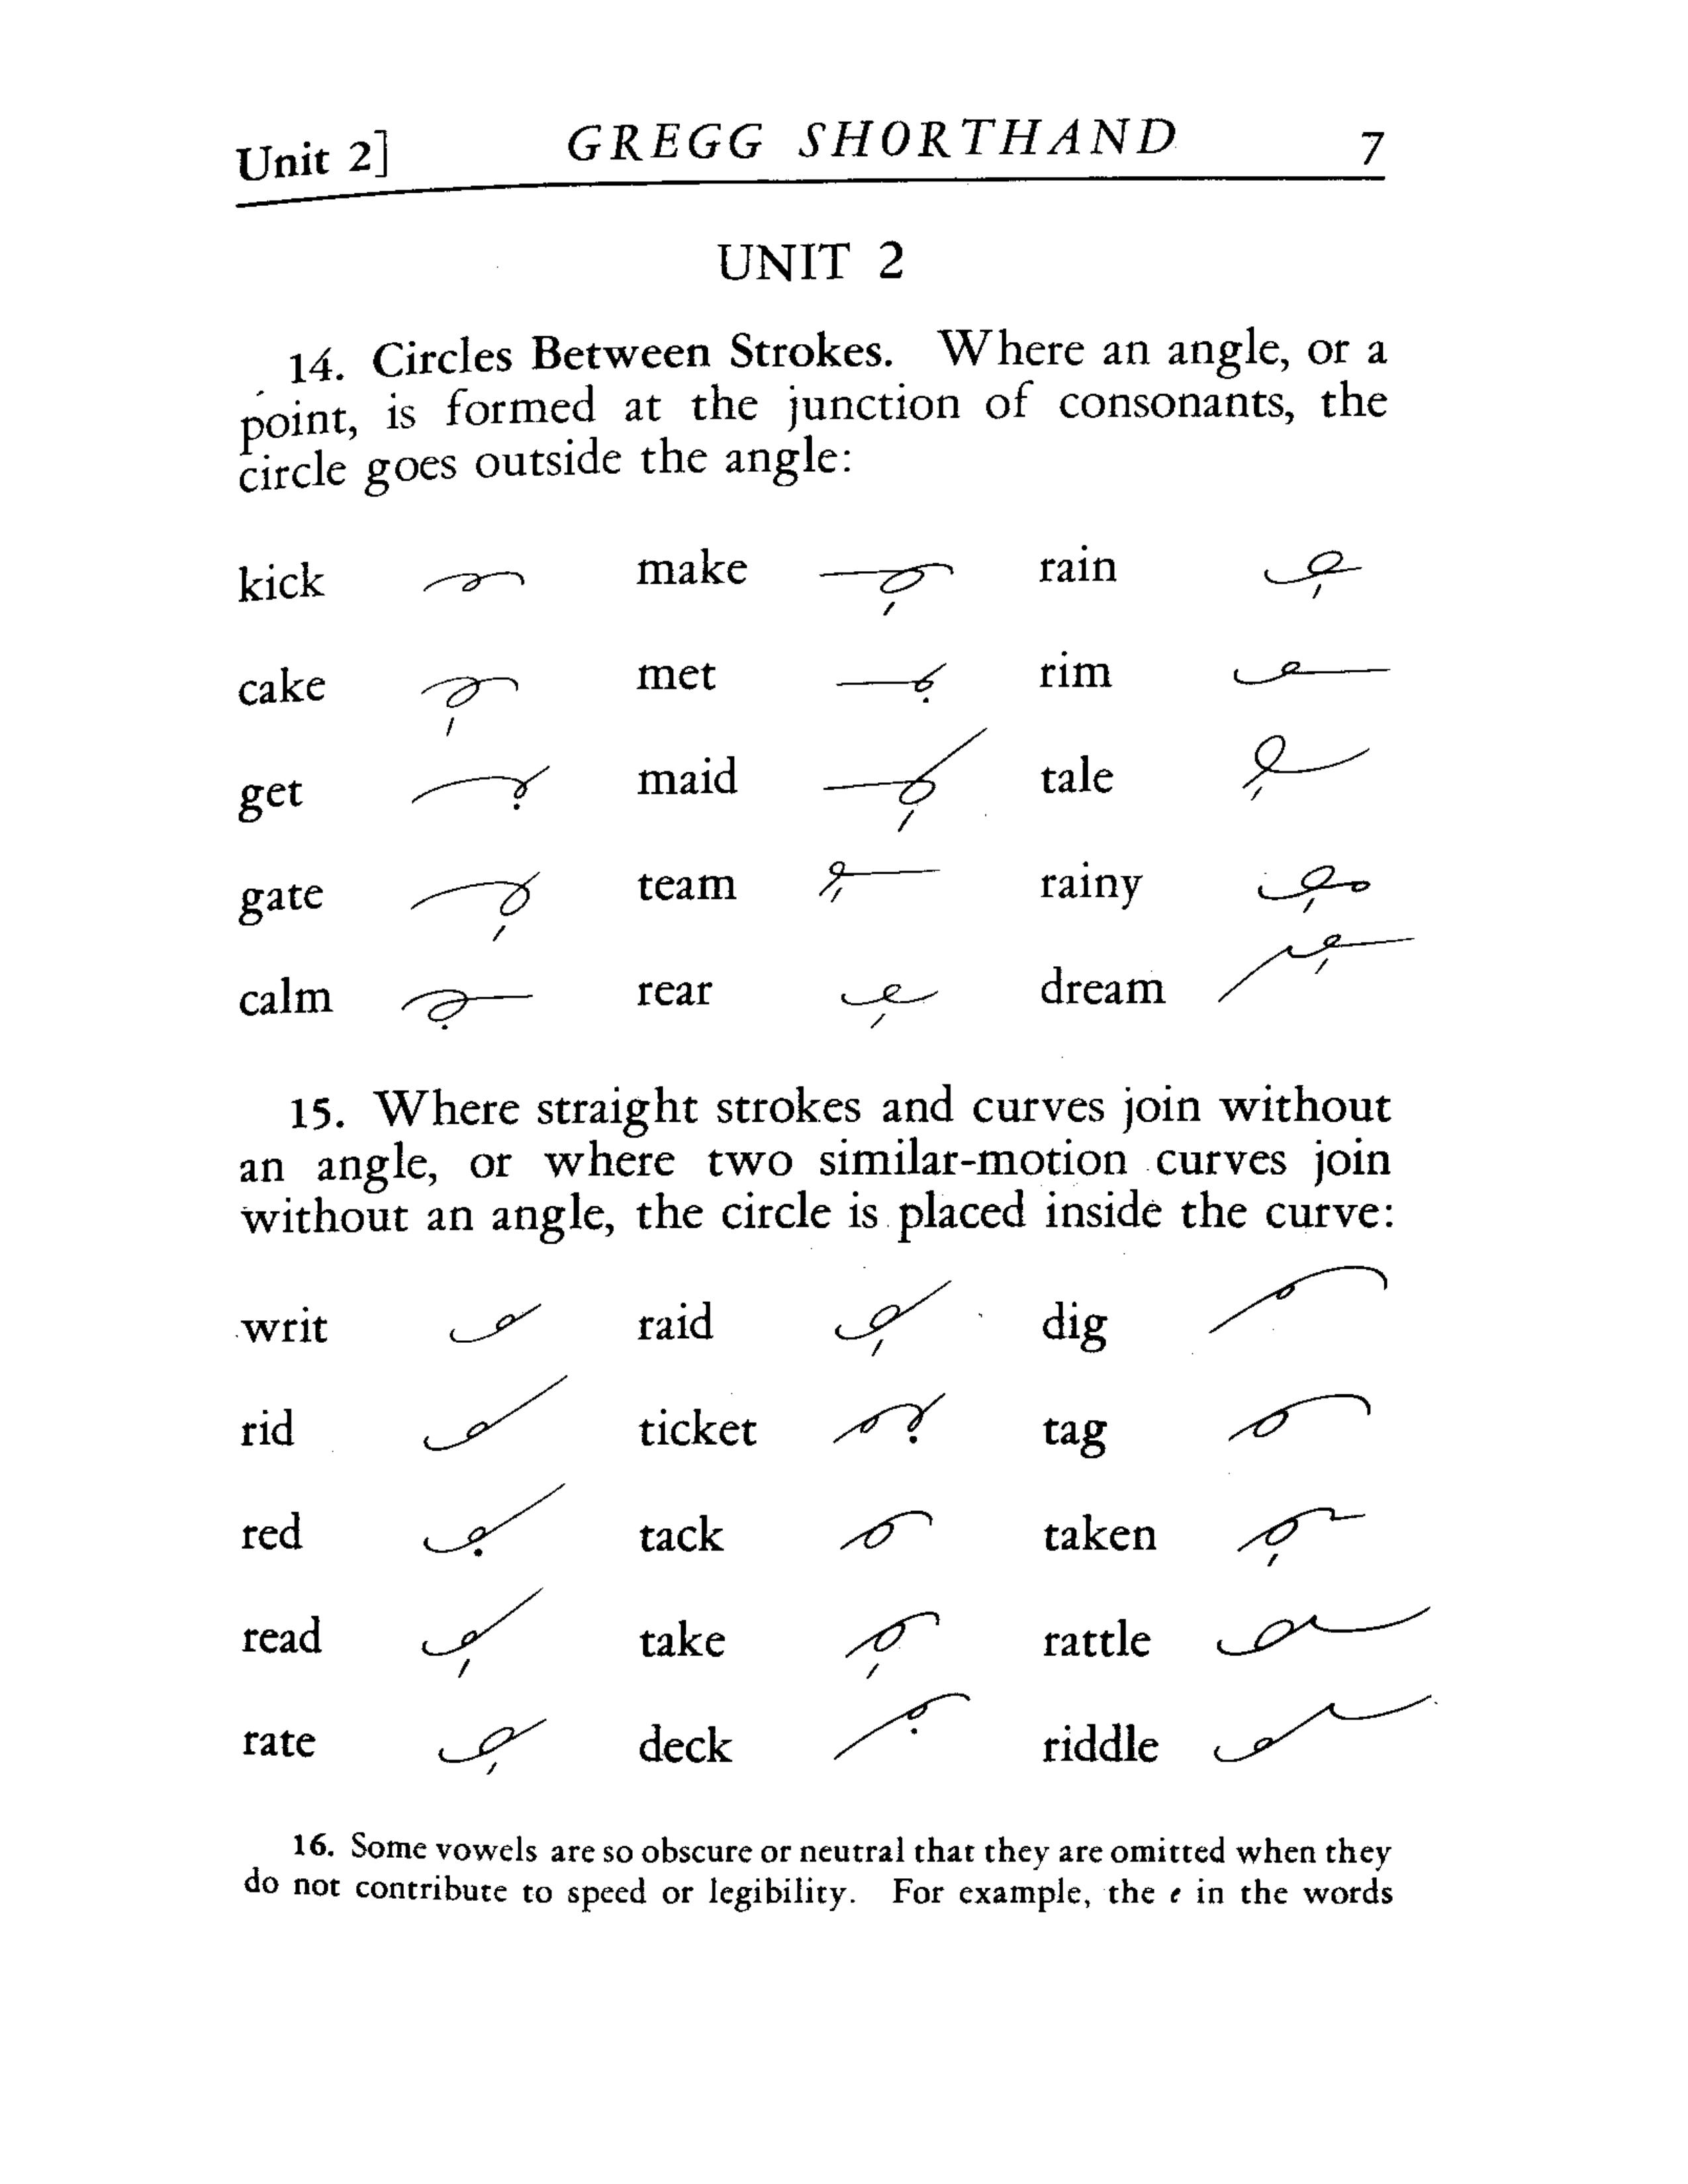 Unit 2] GREGG SHORTHAND 7
UNIT 2
14. Circles Between Strokes. Where an angle, or a
point, is formed at the junction of consonants, the
circle goes outside the angle:
kick make rain
cake met rim
get maid tale
gate team rainy
calm rear dream
15. Where straight strokes and curves join without
an angle, or where two similar-motion curves join
without an angle, the circle is placed inside the curve:
writ raid dig
rid ticket tag
red tack taken
read take rattle
rate deck riddle
16. Some vowels are so obscure or neutral that they are omitted when they
do not contribute to speed or legibility. For example, the e in the words